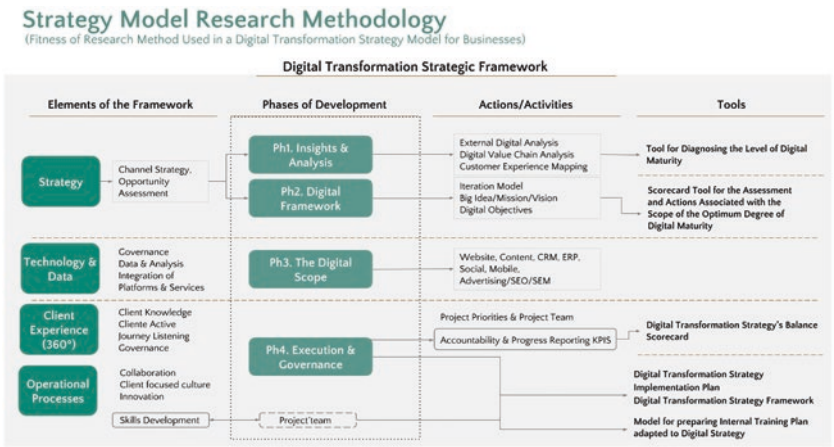 Strategy Model Research Methodology
(Fitness of Research Method Used in a Digital Transformation Strategy Model for Businesses)
Digital Transformation Strategic Framework
Elements of the Framework
Phases of Development
Actions/Activities
Tools
Strategy
Channel Strategy.
Opportunity
Assessment
Ph1. Insights &
Analysis
External Digital Analysis
Digital Value Chain Analysis
Customer Experience Mapping
Tool for Diagnosing the Level of Digital
Maturity
Ph2. Digital
Framework
Iteration Model
Big Idea/Mission/Vision
Digital Objectives
Scorecard Tool for the Assessment
and Actions Associated with the
Scope of the Optimum Degree of
Digital Maturity
Technology &
Data
Governance
Data & Analysis
Integration of
Platforms & Services
Ph3. The Digital
Scope
Website, Content, CRM, ERP,
Social, Mobile,
Advertising/SEO/SEM
Client
Experience
(360°)
Client Knowledge
Cliente Active
Journey Listening
Governance
Ph4. Execution &
Governance
Project Priorities & Project Team
Accountability & Progress Reporting KPIS
Digital Transformation Strategy's Balance
Scorecard
Operational
Processes
Collaboration
Client focused culture
Innovation
Digital Transformation Strategy
Implementation Plan
Digital Transformation Strategy Framework
Skills Development
Project'team
Model for preparing Internal Training Plan
adapted to Digital Strategy